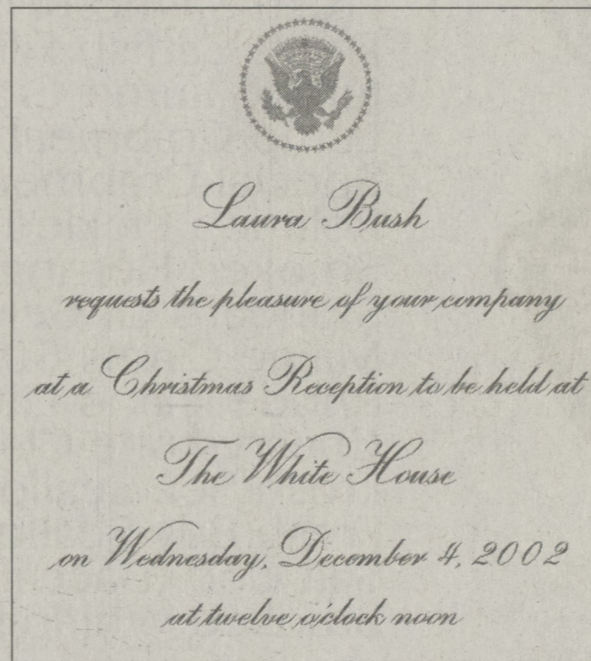 Laura Bush
requests the pleasure of your company
at a Christmas Reception to be held at
The White House
on Wednesday, December 4, 2002
at twelve o'clock noon